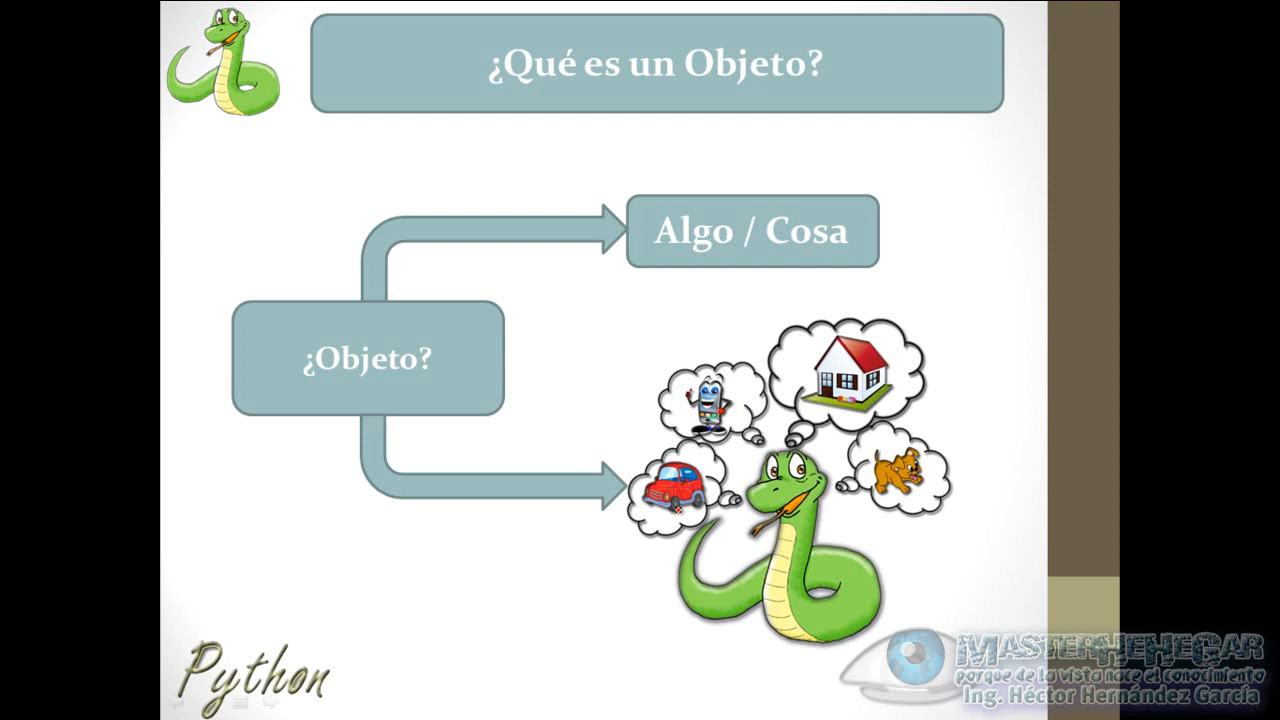 ¿Qué es un Objeto?
Algo / Cosa
¿Objeto?
Python
MASTERHEHEGAR
porque de la vista nace el conocimiento
Ing. Héctor Hernández García